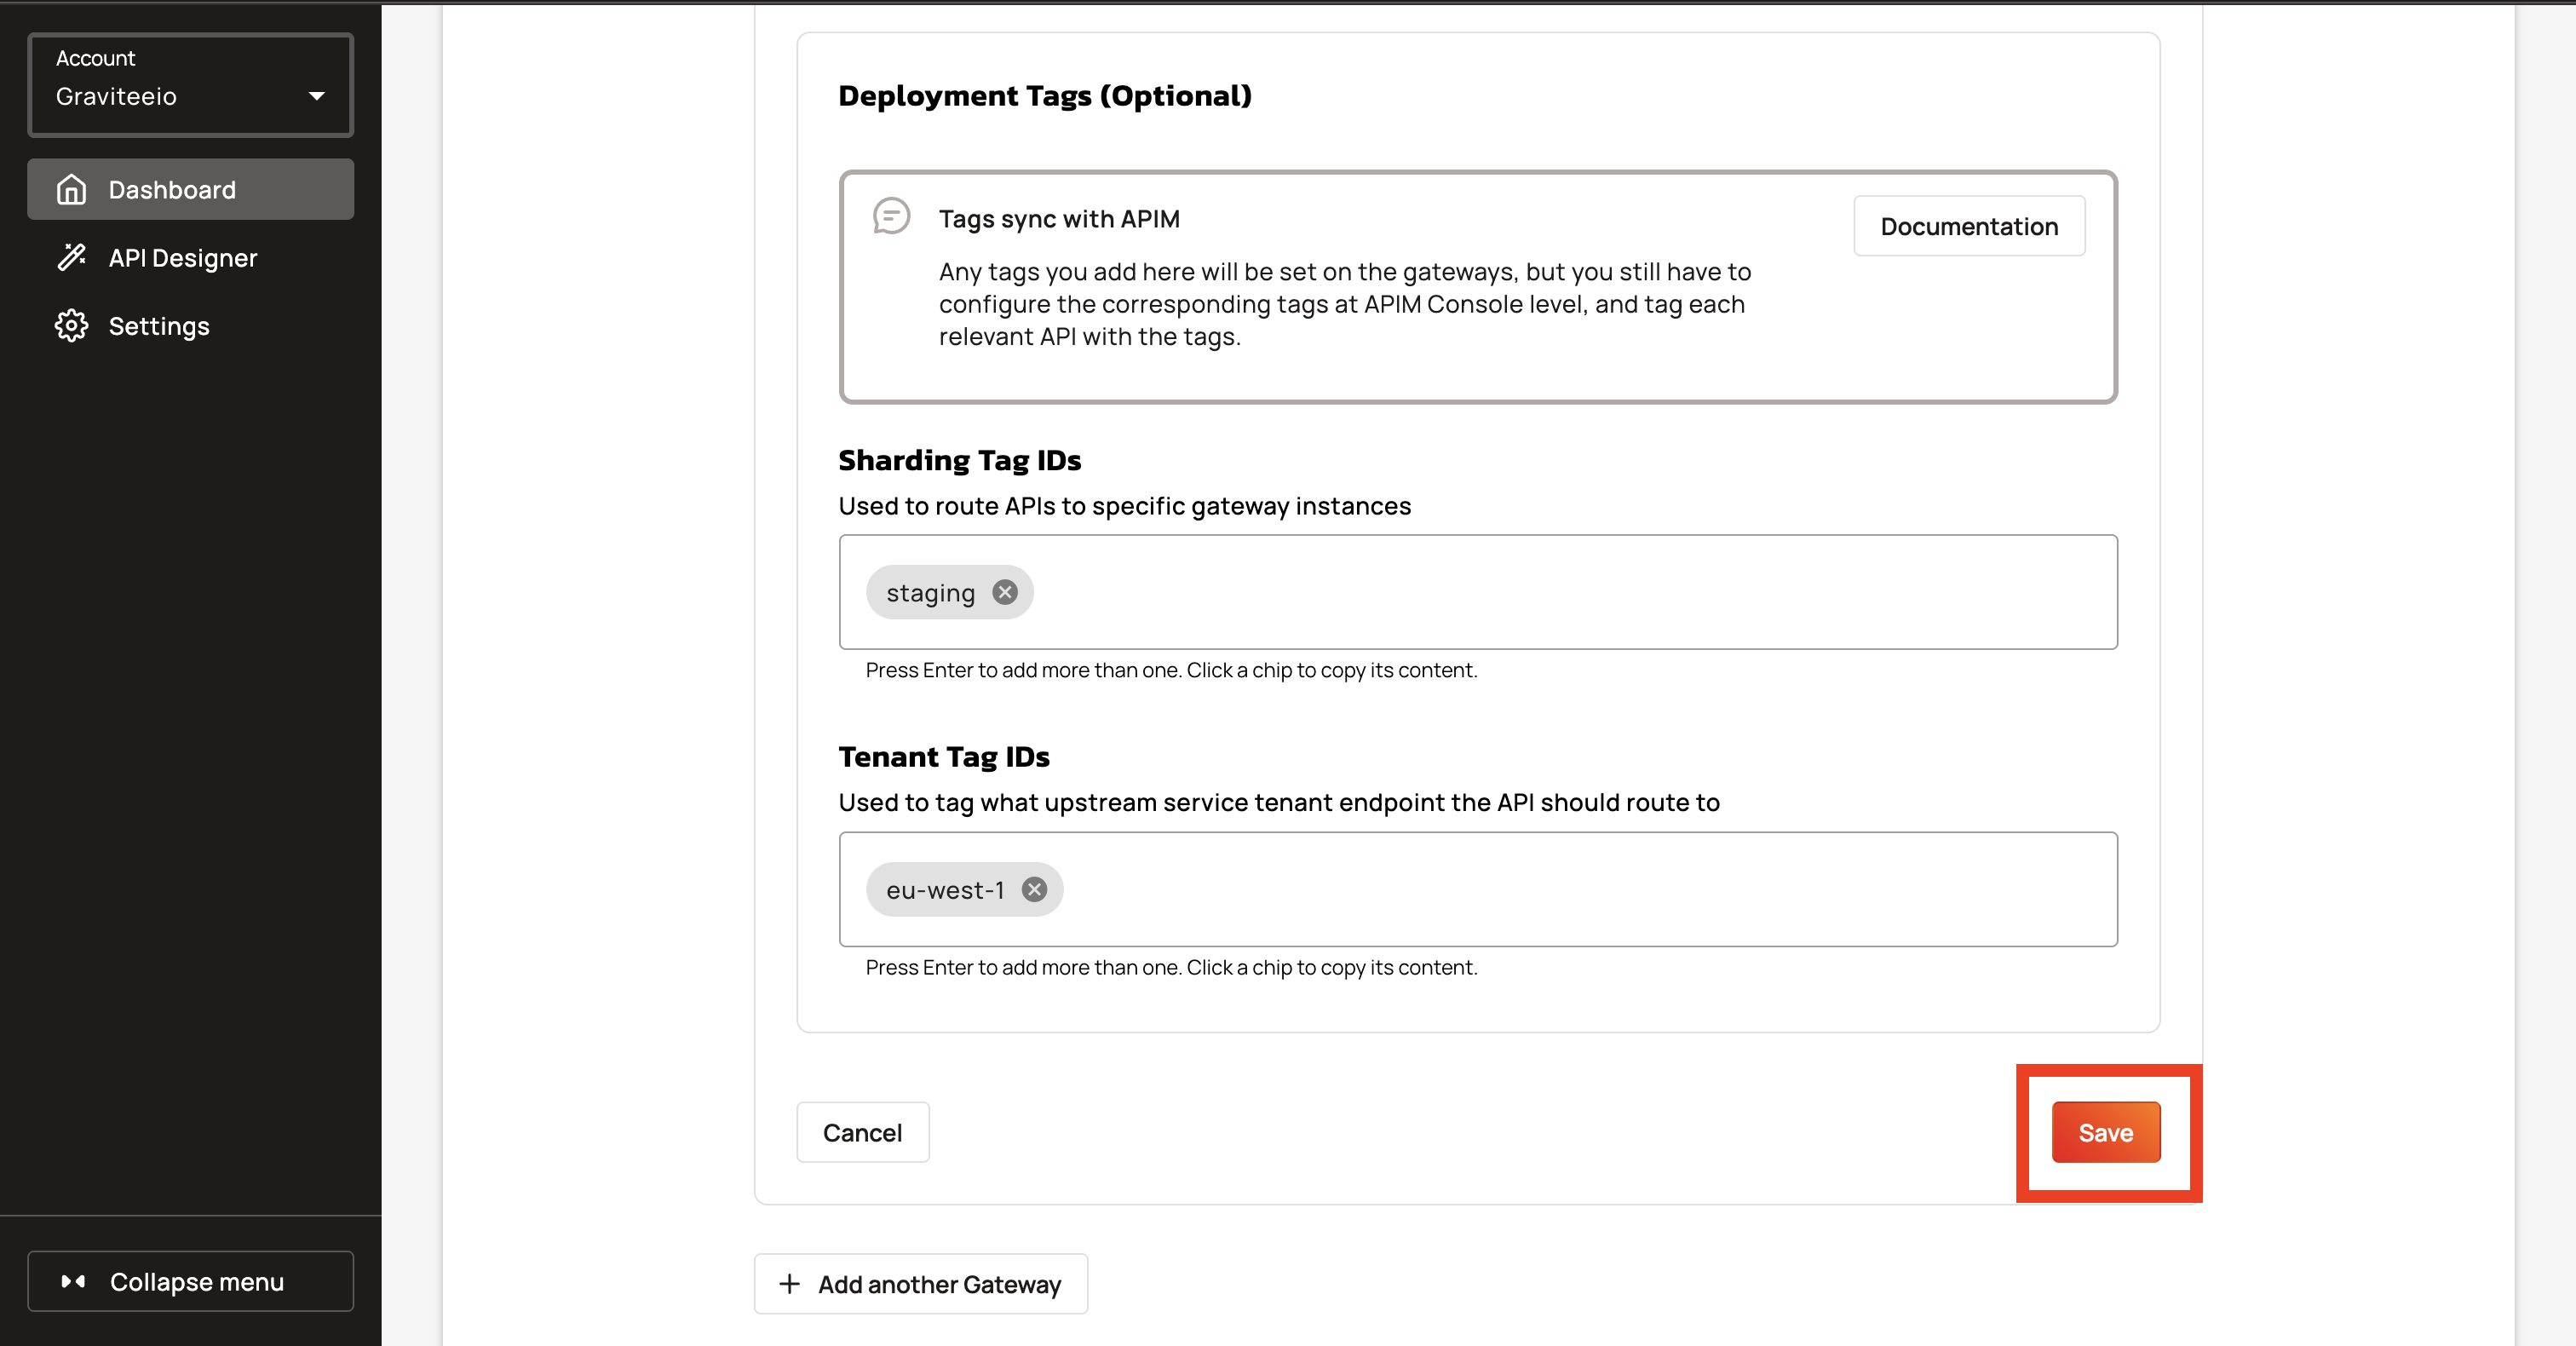 Account
Graviteeio
Dashboard
API Designer
Settings
Collapse menu
Deployment Tags (Optional)
Tags sync with APIM
Documentation
Any tags you add here will be set on the gateways, but you still have to
configure the corresponding tags at APIM Console level, and tag each
relevant API with the tags.
Sharding Tag IDs
Used to route APIs to specific gateway instances
staging
Press Enter to add more than one. Click a chip to copy its content.
Tenant Tag IDs
Used to tag what upstream service tenant endpoint the API should route to
eu-west-1
Press Enter to add more than one. Click a chip to copy its content.
Cancel
Save
Add another Gateway